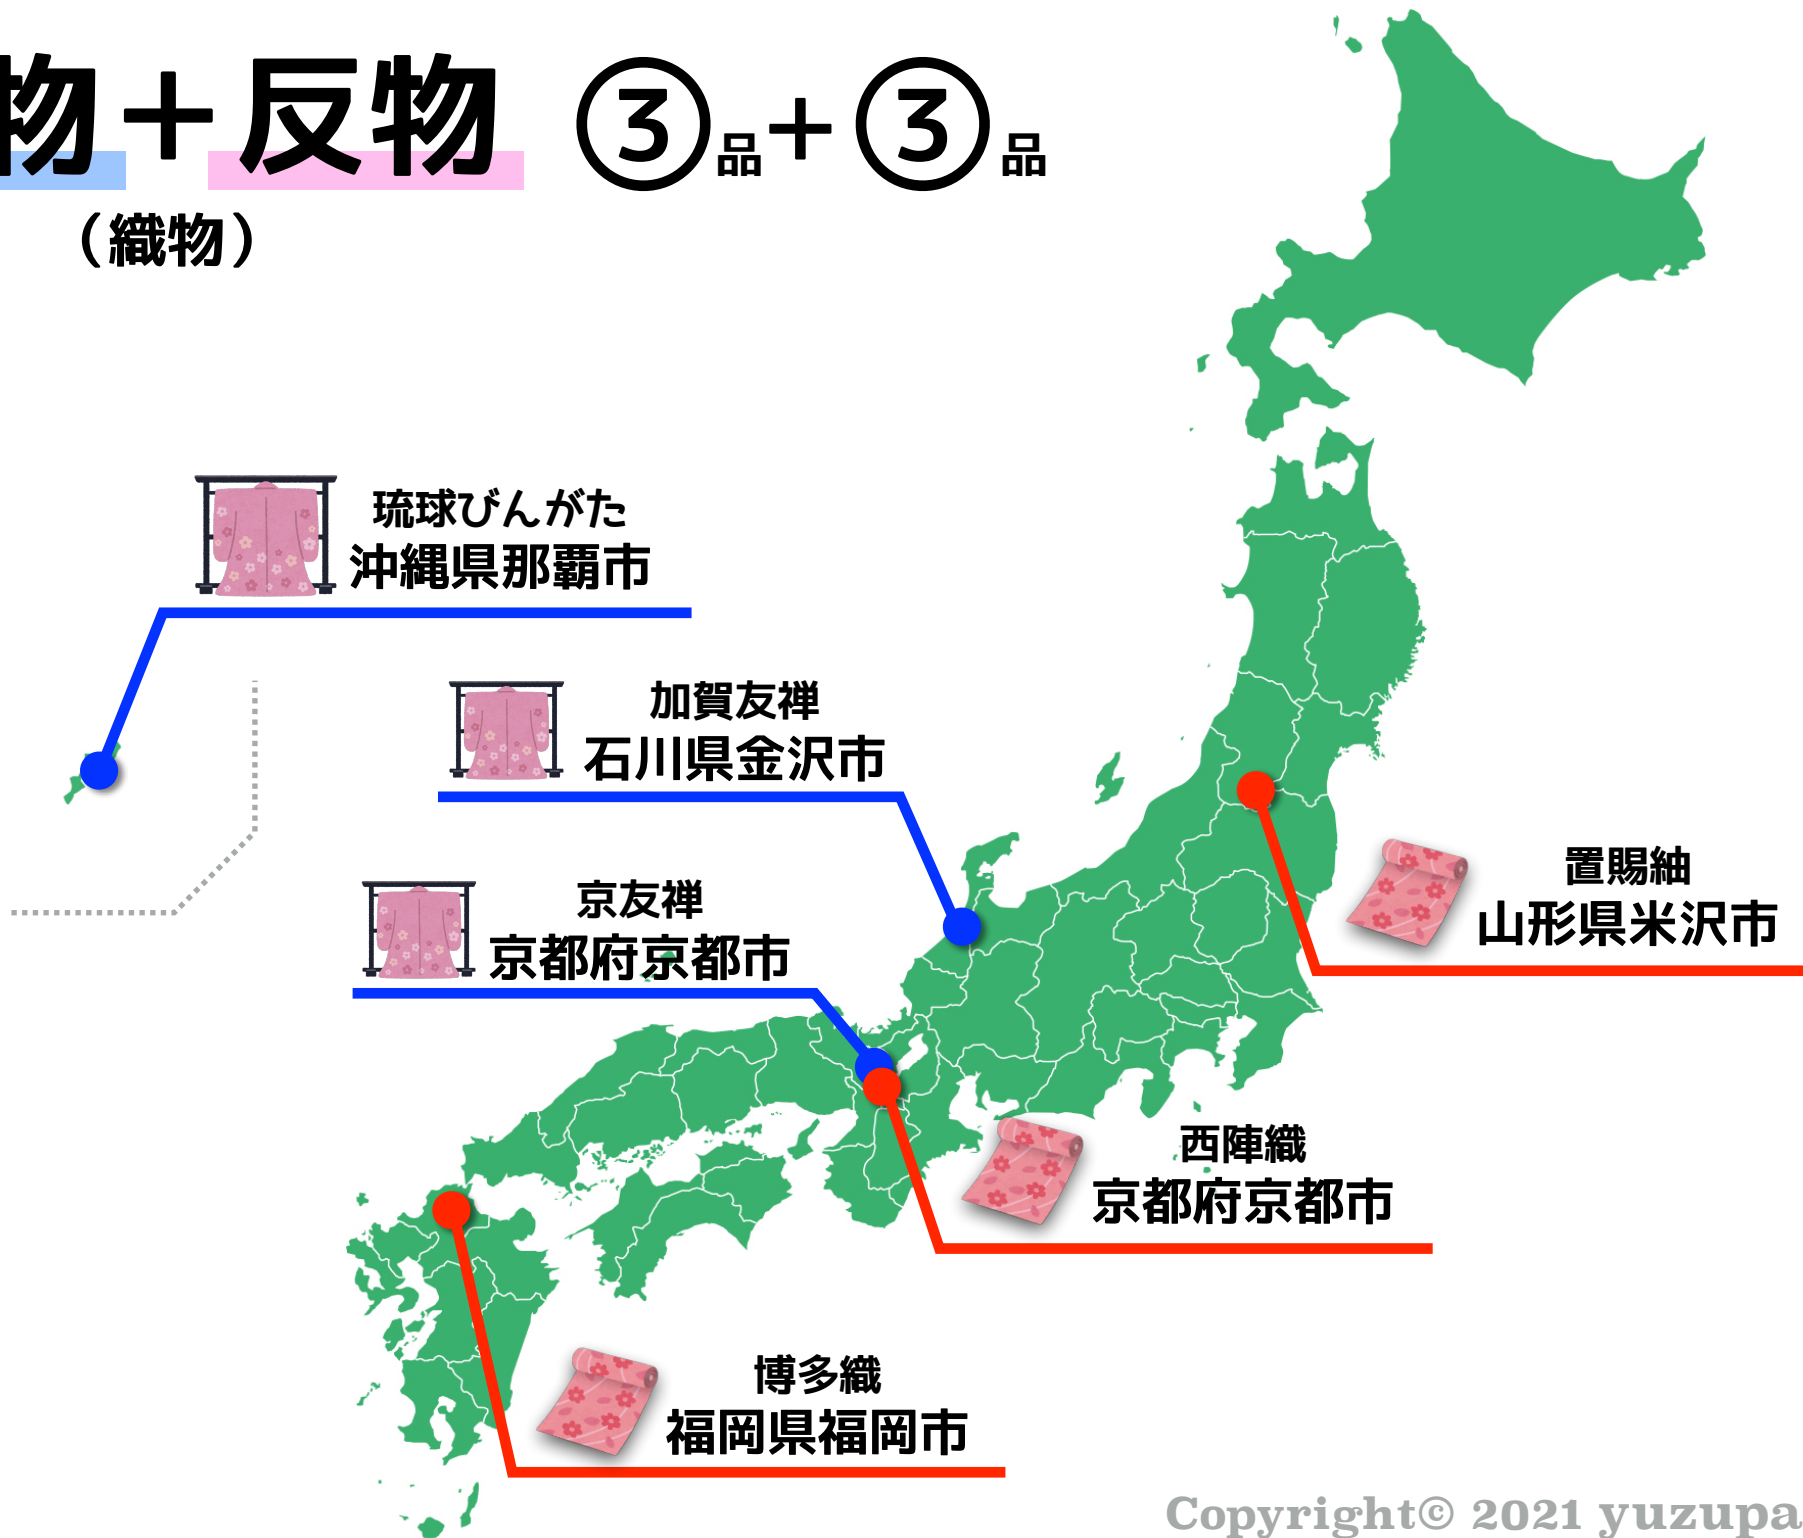 物+反物 ③品+③品
（織物）
琉球びんがた
沖縄県那覇市
加賀友禅
石川県金沢市
京友禅
京都府京都市
置賜紬
山形県米沢市
西陣織
京都府京都市
博多織
福岡県福岡市
Copyright© 2021 yuzupa